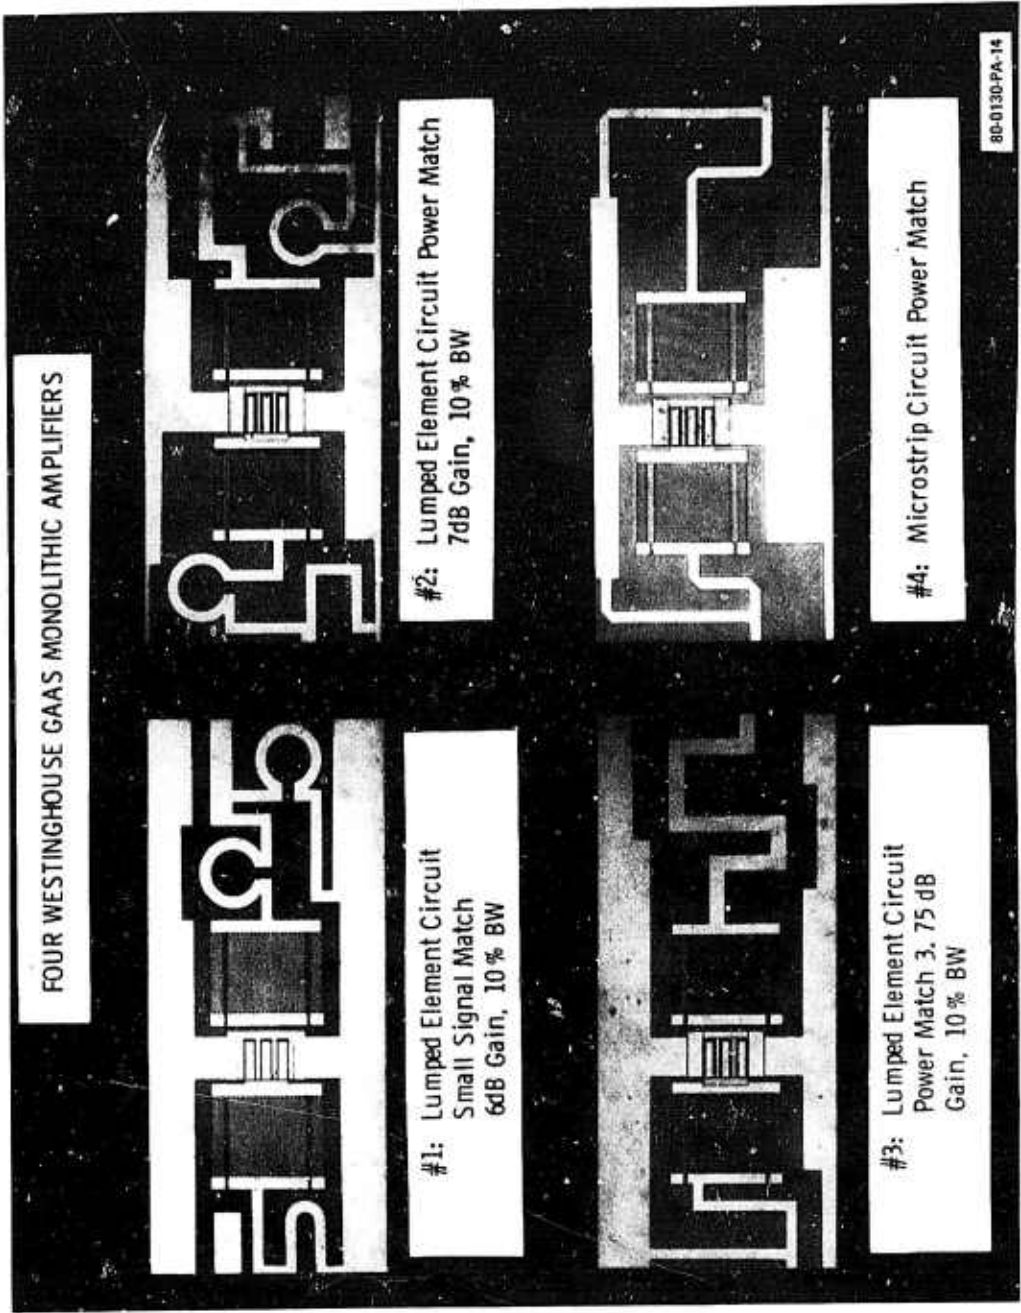 FOUR WESTINGHOUSE GAAS MONOLITHIC AMPLIFIERS
#1: Lumped Element Circuit
Small Signal Match
6dB Gain, 10% BW
#2: Lumped Element Circuit Power Match
7dB Gain, 10% BW
#3: Lumped Element Circuit
Power Match 3.75 dB
Gain, 10% BW
#4: Microstrip Circuit Power Match
80-0130-PA-14